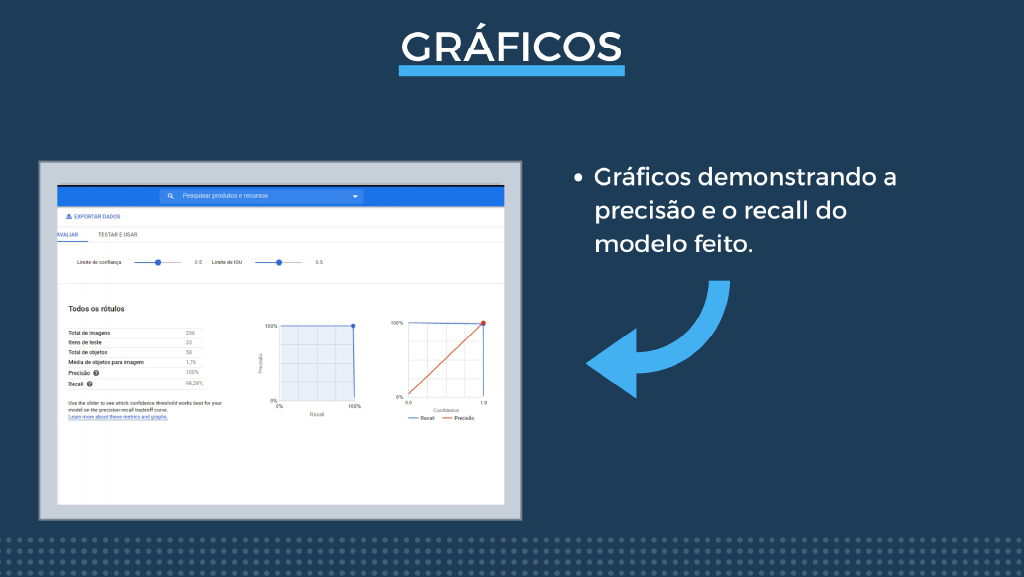 GRÁFICOS
Pesquisar produtos e recursos
EXPORTAR DADOS
AVALIAR TESTAR E USAR
Limite de confiança 0.5 Limite de IOU 0.5
Todos os rótulos
Total de imagens 296
Itens de teste 33
Total de objetos 58
Média de objetos para imagem 1,76
Precisão 100%
Recall 98,28%
Use the slider to see which confidence threshold works best for your
model on the precision-recall tradeoff curve.
Learn more about these metrics and graphs.
100%
Precisão
0%
0% 100%
Recall
100%
0%
0.0 1.0
Confidence
Recall Precisão
• Gráficos demonstrando a
precisão e o recall do
modelo feito.